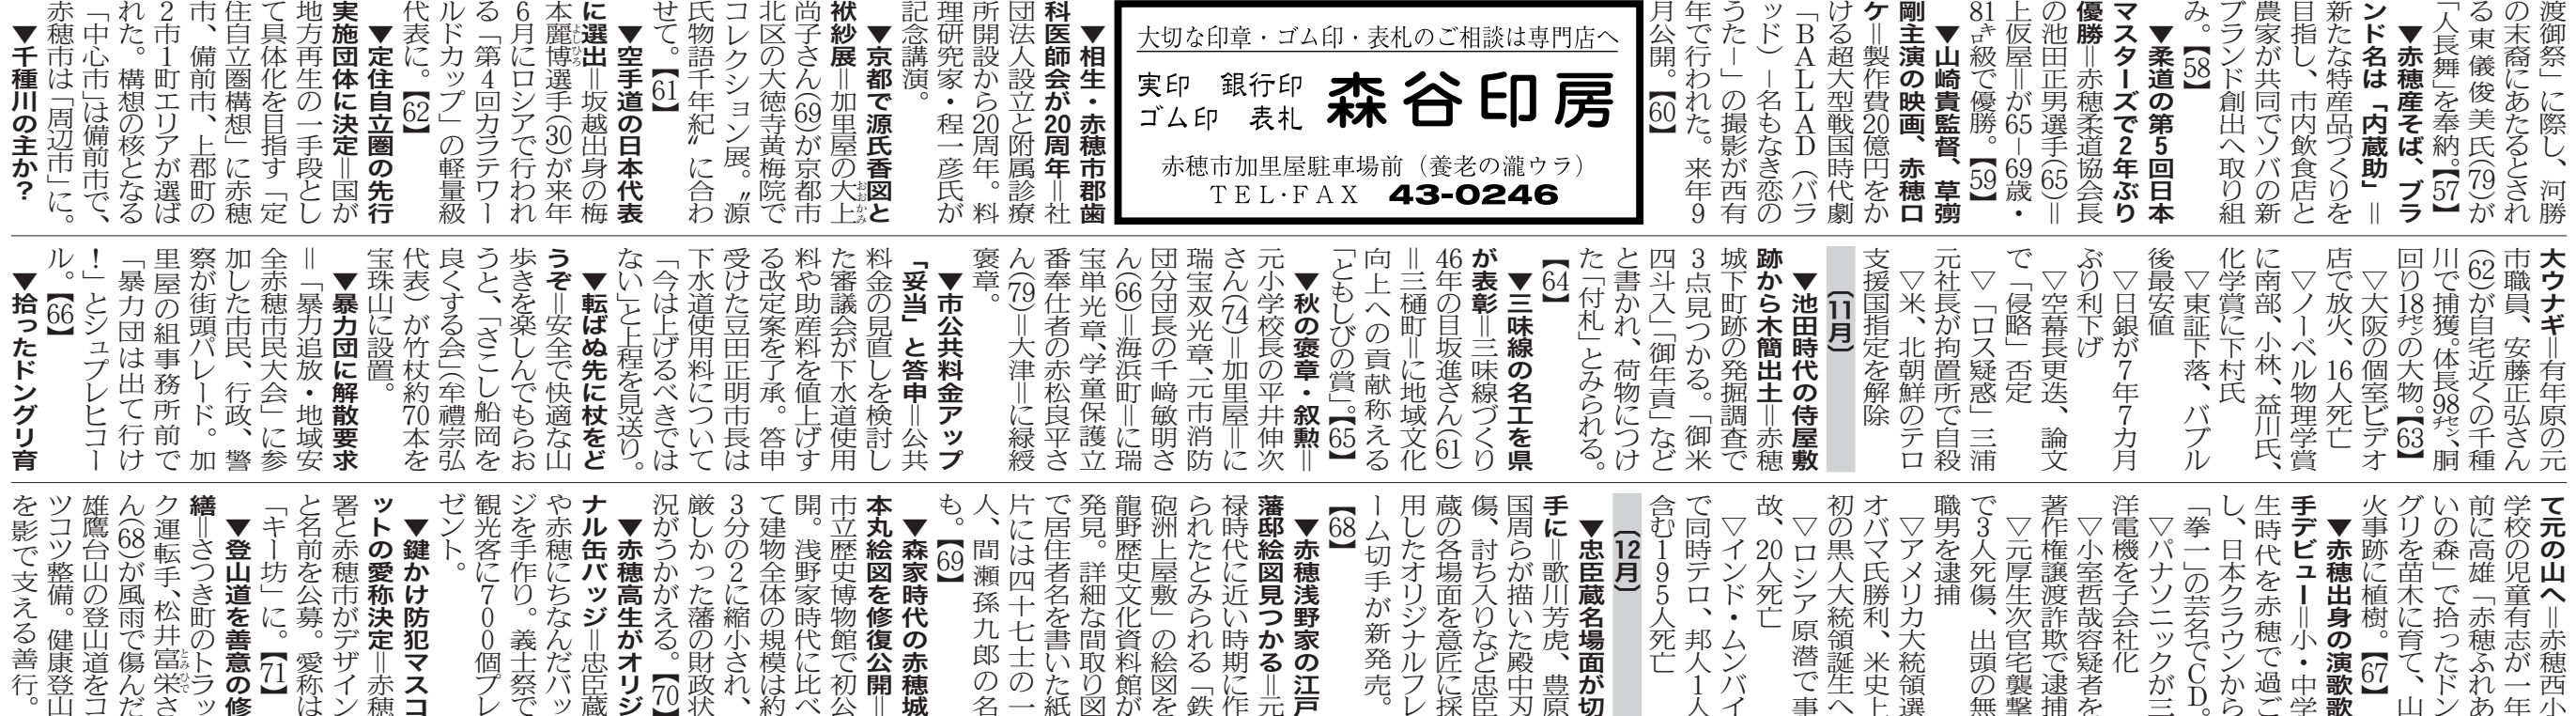 渡御祭」に際し、河勝
の末裔にあたるとされ
る東儀俊美氏(79)が
「人長舞」を奉納。【57】
▼赤穂産そば、ブラ
ンド名は「内蔵助」＝
新たな特産品づくりを
目指し、市内飲食店と
農家が共同でソバの新
ブランド創出へ取り組
み。【58】
▼柔道の第5回日本
マスターズで2年ぶり
優勝＝赤穂柔道協会長
の池田正男選手(65)＝
上仮屋＝が65－69歳・
81㌔級で優勝。【59】
▼山崎貴監督、草彅
剛主演の映画、赤穂ロ
ケ＝製作費20億円をか
ける超大型戦国時代劇
「BALLAD(バラ
ッド)－名もなき恋の
うた－」の撮影が西有
年で行われた。来年9
月公開。【60】
大切な印章・ゴム印・表札のご相談は専門店へ
実印　銀行印
ゴム印　表札
森谷印房
赤穂市加里屋駐車場前（養老の瀧ウラ）
TEL・FAX　43-0246
▼相生・赤穂市郡歯
科医師会が20周年＝社
団法人設立と附属診療
所開設から20周年。料
理研究家・程一彦氏が
記念講演。
▼京都で源氏香図と
袱紗展＝加里屋の大上
おおかみ
尚子さん(69)が京都市
北区の大徳寺黄梅院で
コレクション展。〝源
氏物語千年紀〟に合わ
せて。【61】
▼空手道の日本代表
に選出＝坂越出身の梅
本麗博選手(30)が来年
よしひろ
6月にロシアで行われ
る「第4回カラテワー
ルドカップ」の軽量級
代表に。【62】
▼定住自立圏の先行
実施団体に決定＝国が
地方再生の一手段とし
て具体化を目指す「定
住自立圏構想」に赤穂
市、備前市、上郡町の
2市1町エリアが選ば
れた。構想の核となる
「中心市」は備前市で、
赤穂市は「周辺市」に。
▼千種川の主か？
大ウナギ＝有年原の元
市職員、安藤正弘さん
(62)が自宅近くの千種
川で捕獲。体長98㌢、胴
回り18㌢の大物。【63】
▽大阪の個室ビデオ
店で放火、16人死亡
▽ノーベル物理学賞
に南部、小林、益川氏、
化学賞に下村氏
▽東証下落、バブル
後最安値
▽日銀が7年7カ月
ぶり利下げ
▽空幕長更迭、論文
で「侵略」否定
▽「ロス疑惑」三浦
元社長が拘置所で自殺
▽米、北朝鮮のテロ
支援国指定を解除
(11月)
▼池田時代の侍屋敷
跡から木簡出土＝赤穂
城下町跡の発掘調査で
3点見つかる。「御米
四斗入」「御年貢」など
と書かれ、荷物につけ
た「付札」とみられる。
【64】
▼三味線の名工を県
が表彰＝三味線づくり
46年の目坂進さん(61)
＝三樋町＝に地域文化
向上への貢献称える
「ともしびの賞」。【65】
▼秋の褒章・叙勲＝
元小学校長の平井伸次
さん(74)＝加里屋＝に
瑞宝双光章、元市消防
団分団長の千﨑敏明さ
ん(66)＝海浜町＝に瑞
宝単光章、学童保護立
番奉仕者の赤松良平さ
ん(79)＝大津＝に緑綬
褒章。
▼市公共料金アップ
「妥当」と答申＝公共
料金の見直しを検討し
た審議会が下水道使用
料や助産料を値上げす
る改定案を了承。答申
受けた豆田正明市長は
下水道使用料について
「今は上げるべきでは
ない」と上程を見送り。
▼転ばぬ先に杖をど
うぞ＝安全で快適な山
歩きを楽しんでもらお
うと、「さこし船岡を
良くする会」(牟禮宗弘
代表)が竹杖約70本を
宝珠山に設置。
▼暴力団に解散要求
＝「暴力追放・地域安
全赤穂市民大会」に参
加した市民、行政、警
察が街頭パレード。加
里屋の組事務所前で
「暴力団は出て行け
！」とシュプレヒコー
ル。【66】
▼拾ったドングリ育
て元の山へ＝赤穂西小
学校の児童有志が一年
前に高雄「赤穂ふれあ
いの森」で拾ったドン
グリを苗木に育て、山
火事跡に植樹。【67】
▼赤穂出身の演歌歌
手デビュー＝小・中学
生時代を赤穂で過ご
し、日本クラウンから
「拳一」の芸名でCD。
▽パナソニックが三
洋電機を子会社化
▽小室哲哉容疑者を
著作権譲渡詐欺で逮捕
▽元厚生次官宅襲撃
で3人死傷、出頭の無
職男を逮捕
▽アメリカ大統領選
オバマ氏勝利、米史上
初の黒人大統領誕生へ
▽ロシア原潜で事
故、20人死亡
▽インド・ムンバイ
で同時テロ、邦人1人
含む195人死亡
(12月)
▼忠臣蔵名場面が切
手に＝歌川芳虎、豊原
国周らが描いた殿中刃
傷、討ち入りなど忠臣
蔵の各場面を意匠に採
用したオリジナルフレ
ーム切手が新発売。
【68】
▼赤穂浅野家の江戸
藩邸絵図見つかる＝元
禄時代に近い時期に作
られたとみられる「鉄
砲洲上屋敷」の絵図を
龍野歴史文化資料館が
発見。詳細な間取り図
で居住者名を書いた紙
片には四十七士の一
人、間瀬孫九郎の名
も。【69】
▼森家時代の赤穂城
本丸絵図を修復公開＝
市立歴史博物館で初公
開。浅野家時代に比べ
て建物全体の規模は約
3分の2に縮小され、
厳しかった藩の財政状
況がうかがえる。【70】
▼赤穂高生がオリジ
ナル缶バッジ＝忠臣蔵
や赤穂にちなんだバッ
ジを手作り。義士祭で
観光客に700個プレ
ゼント。
▼鍵かけ防犯マスコ
ットの愛称決定＝赤穂
署と赤穂市がデザイン
と名前を公募。愛称は
「キー坊」に。【71】
▼登山道を善意の修
繕＝さつき町のトラッ
ク運転手、松井富栄さ
とみひで
ん(68)が風雨で傷んだ
雄鷹台山の登山道をコ
ツコツ整備。健康登山
を影で支える善行。